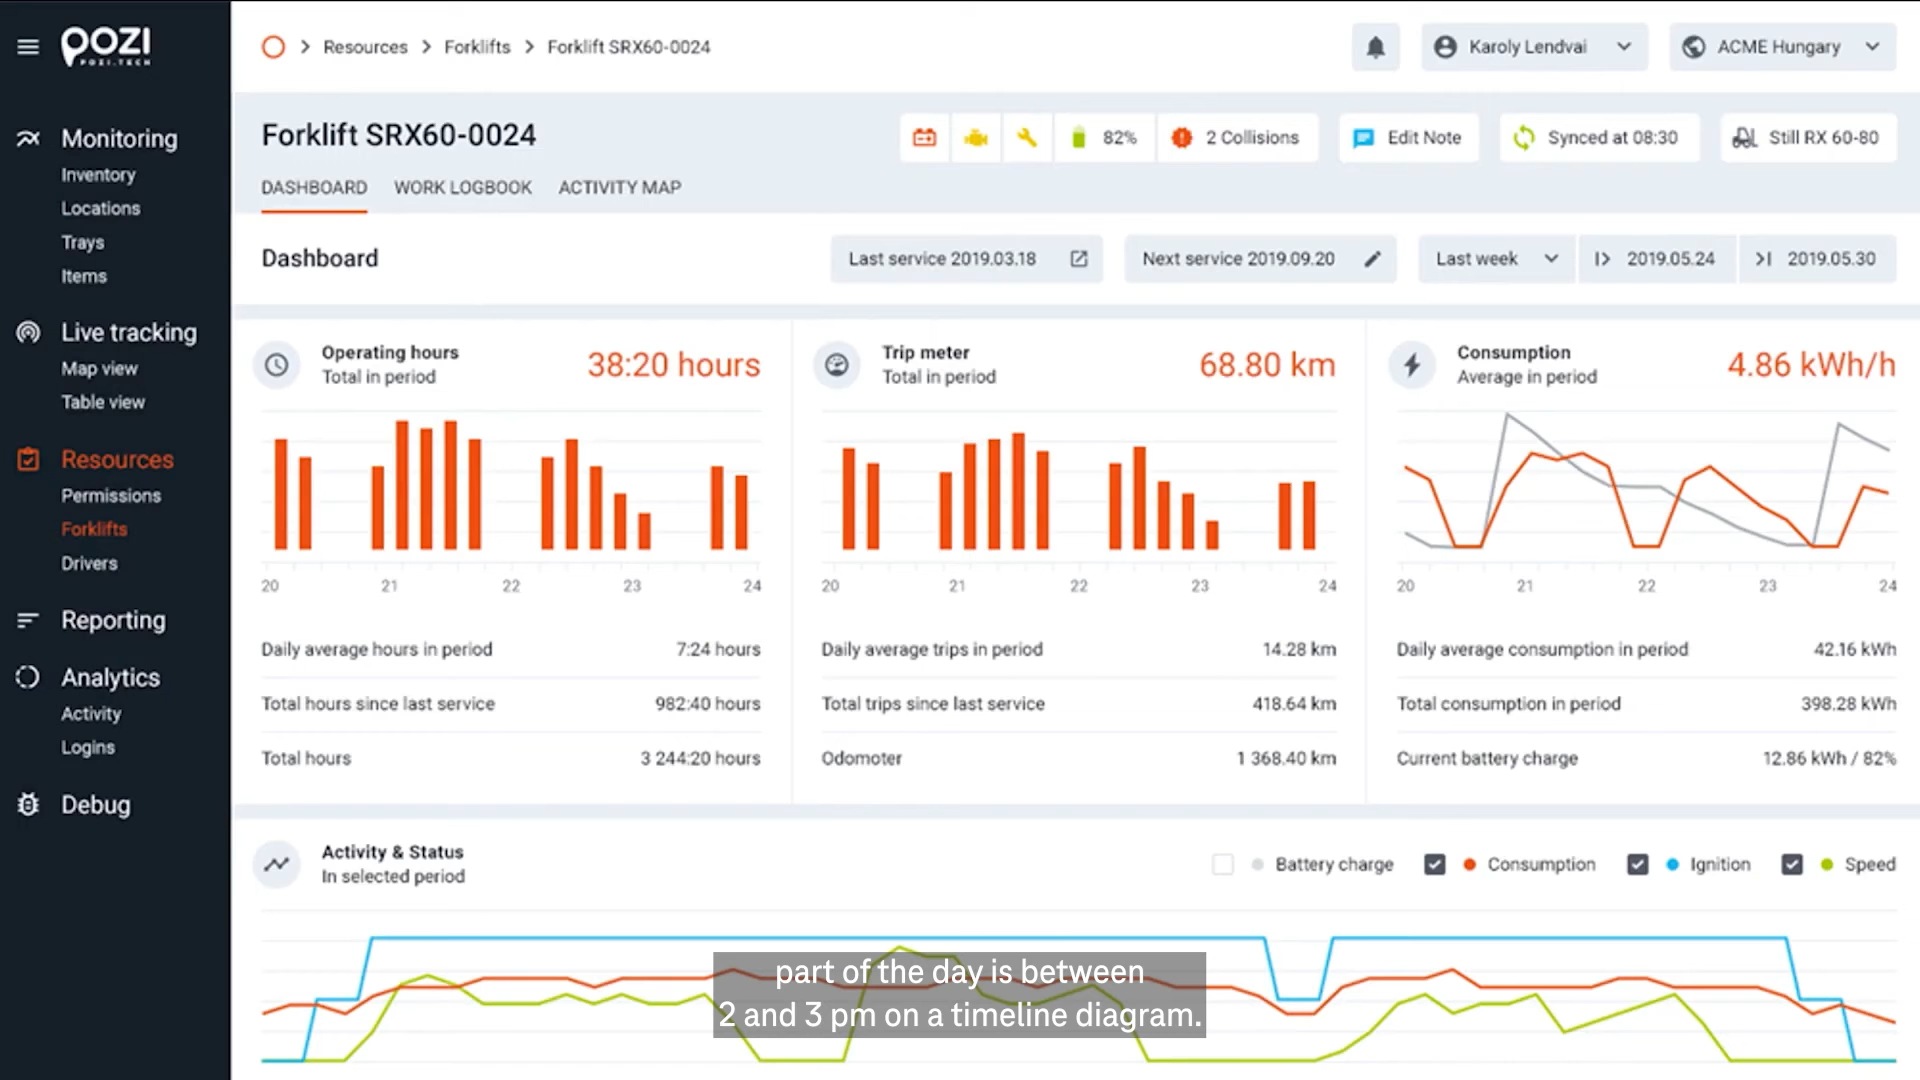 POZI
POZI.TECH
Resources
Forklifts
Forklift SRX60-0024
Karoly Lendvai
ACME Hungary
Monitoring
Inventory
Locations
Trays
Items
Live tracking
Map view
Table view
Resources
Permissions
Forklifts
Drivers
Reporting
Analytics
Activity
Logins
Debug
Forklift SRX60-0024
82%
2 Collisions
Edit Note
Synced at 08:30
Still RX 60-80
DASHBOARD WORK LOGBOOK ACTIVITY MAP
Dashboard
Last service 2019.03.18
Next service 2019.09.20
Last week
2019.05.24
2019.05.30
Operating hours
Total in period
38:20 hours
20 21 22 23 24
Daily average hours in period 7:24 hours
Total hours since last service 982:40 hours
Total hours 3 244:20 hours
Trip meter
Total in period
68.80 km
20 21 22 23 24
Daily average trips in period 14.28 km
Total trips since last service 418.64 km
Odomoter 1 368.40 km
Consumption
Average in period
4.86 kWh/h
20 21 22 23 24
Daily average consumption in period 42.16 kWh
Total consumption in period 398.28 kWh
Current battery charge 12.86 kWh / 82%
Activity & Status
In selected period
Battery charge
Consumption
Ignition
Speed
part of the day is between
2 and 3 pm on a timeline diagram.